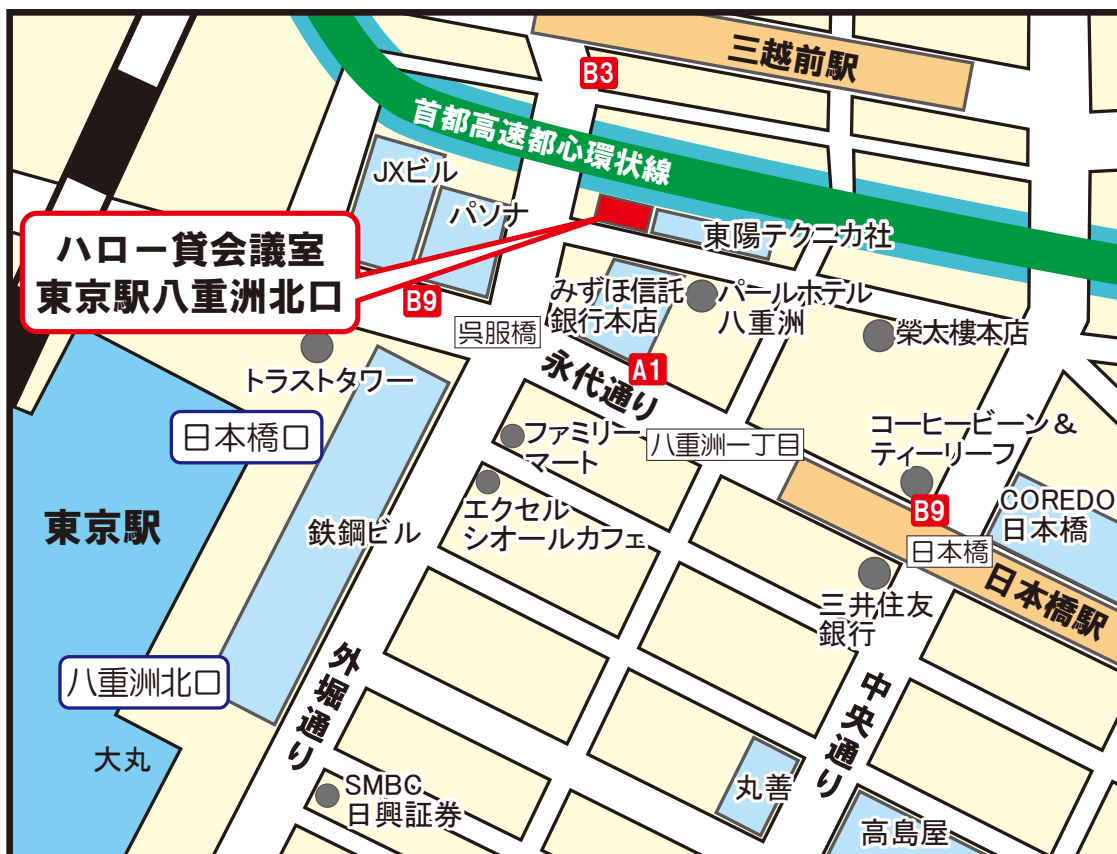 三越前駅
B3
首都高速都心環状線
JXビル
パソナ
ハロー貸会議室
東京駅八重洲北口
東陽テクニカ社
B9
みずほ信託
銀行本店
パールホテル
八重洲
呉服橋
榮太樓本店
トラストタワー
A1
永代通り
日本橋口
ファミリー
マート
八重洲一丁目
コーヒービーン＆
ティーリーフ
エクセル
シオールカフェ
B9
COREDO
日本橋
東京駅
鉄鋼ビル
日本橋
日本橋駅
三井住友
銀行
八重洲北口
外堀通り
中央通り
大丸
SMBC
日興証券
丸善
高島屋